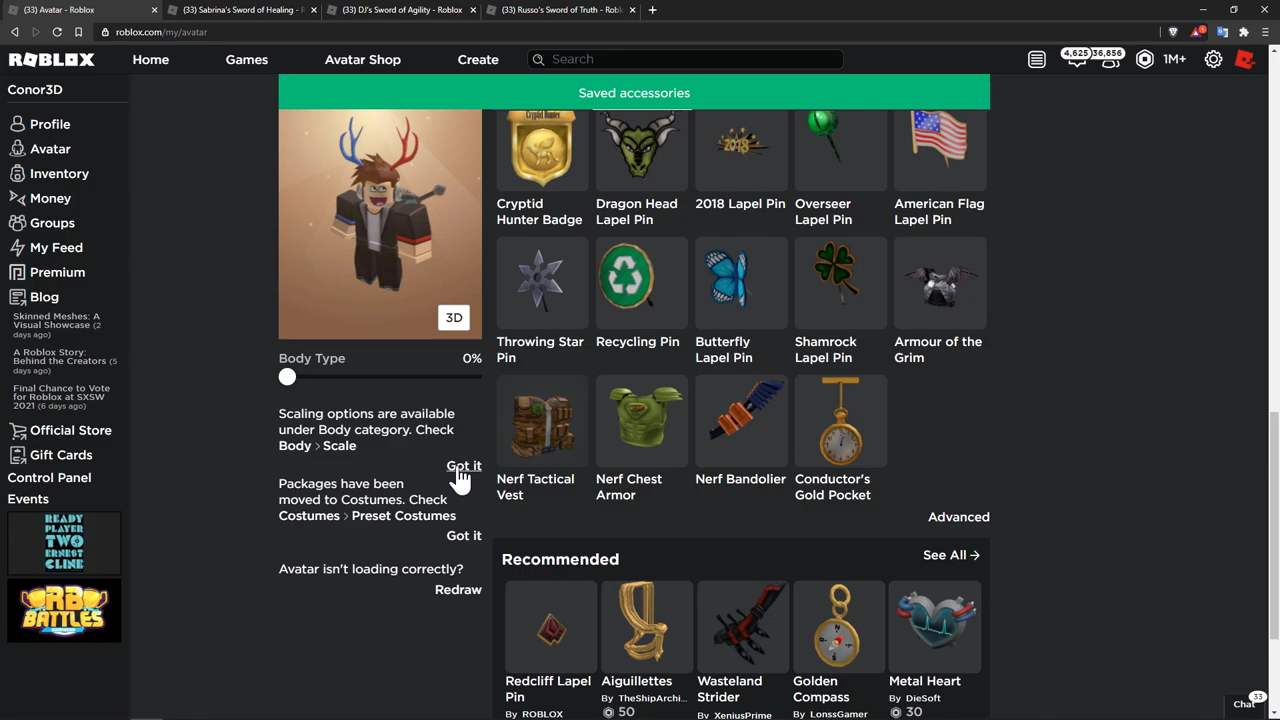 (33) Avatar - Roblox
(33) Sabrina's Sword of Healing - R
(33) DJ's Sword of Agility - Roblox
(33) Russo's Sword of Truth - Robl
roblox.com/my/avatar
ROBLOX
Home
Games
Avatar Shop
Create
Search
4,625
36,856
1M+
Conor3D
Profile
Avatar
Inventory
Money
Groups
My Feed
Premium
Blog
Skinned Meshes: A
Visual Showcase (2
days ago)
A Roblox Story:
Behind the Creators (5
days ago)
Final Chance to Vote
for Roblox at SXSW
2021 (6 days ago)
Official Store
Gift Cards
Control Panel
Events
READY
PLAYER
TWO
ERNEST
CLINE
RB
BATTLES
Saved accessories
3D
Body Type
0%
Scaling options are available
under Body category. Check
Body > Scale
Got it
Packages have been
moved to Costumes. Check
Costumes > Preset Costumes
Got it
Avatar isn't loading correctly?
Redraw
Cryptid Hunter
2018
Cryptid
Hunter Badge
Dragon Head
Lapel Pin
2018 Lapel Pin
Overseer
Lapel Pin
American Flag
Lapel Pin
Throwing Star
Pin
Recycling Pin
Butterfly
Lapel Pin
Shamrock
Lapel Pin
Armour of the
Grim
Nerf Tactical
Vest
Nerf Chest
Armor
Nerf Bandolier
Conductor's
Gold Pocket
Advanced
Recommended
See All →
Redcliff Lapel
Pin
By ROBLOX
Aiguillettes
By TheShipArchi...
50
Wasteland
Strider
By XeniusPrime
Golden
Compass
By LonssGamer
Metal Heart
By DieSoft
30
Chat
33